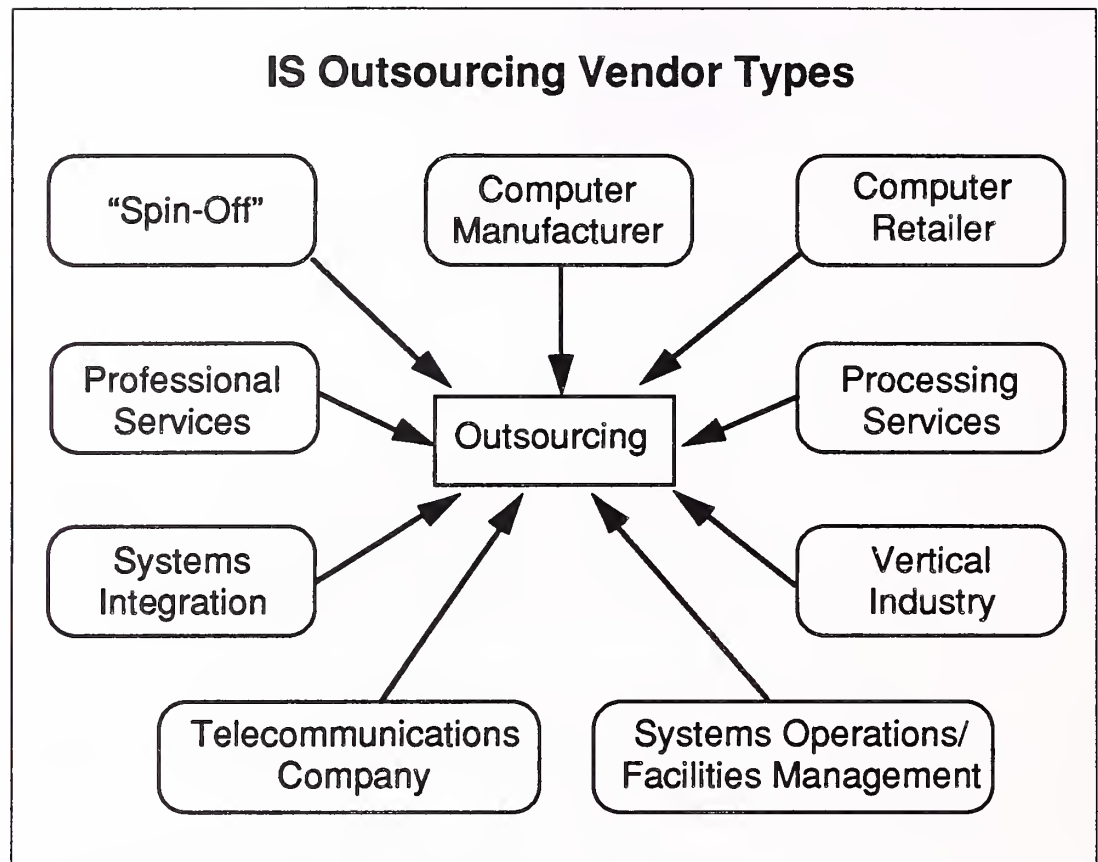 IS Outsourcing Vendor Types
“Spin-Off”
Computer
Manufacturer
Computer
Retailer
Professional
Services
Outsourcing
Processing
Services
Systems
Integration
Vertical
Industry
Telecommunications
Company
Systems Operations/
Facilities Management